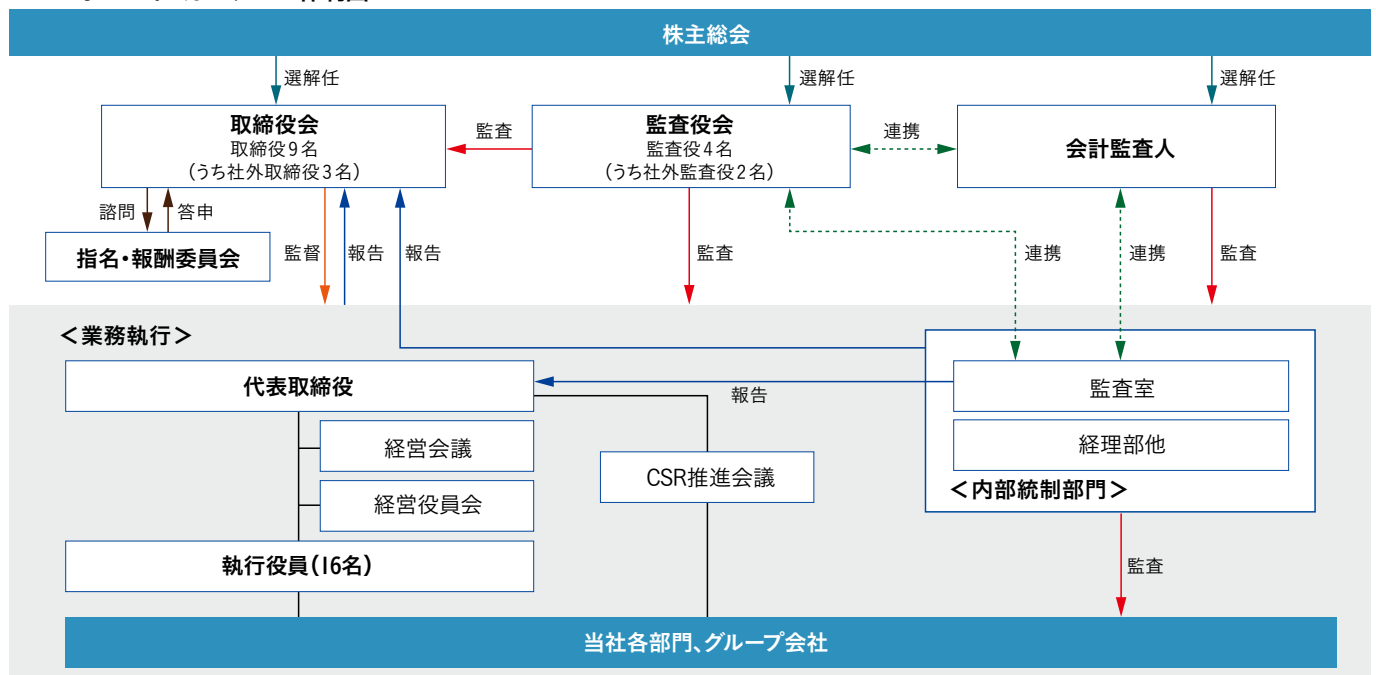 株主総会
選解任
選解任
選解任
取締役会
取締役9名
(うち社外取締役3名)
監査
監査役会
監査役4名
(うち社外監査役2名)
連携
会計監査人
諮問
答申
指名・報酬委員会
監督
報告
報告
監査
連携
連携
監査
<業務執行>
代表取締役
報告
監査室
経営会議
経理部他
CSR推進会議
<内部統制部門>
経営役員会
執行役員(16名)
監査
当社各部門、グループ会社